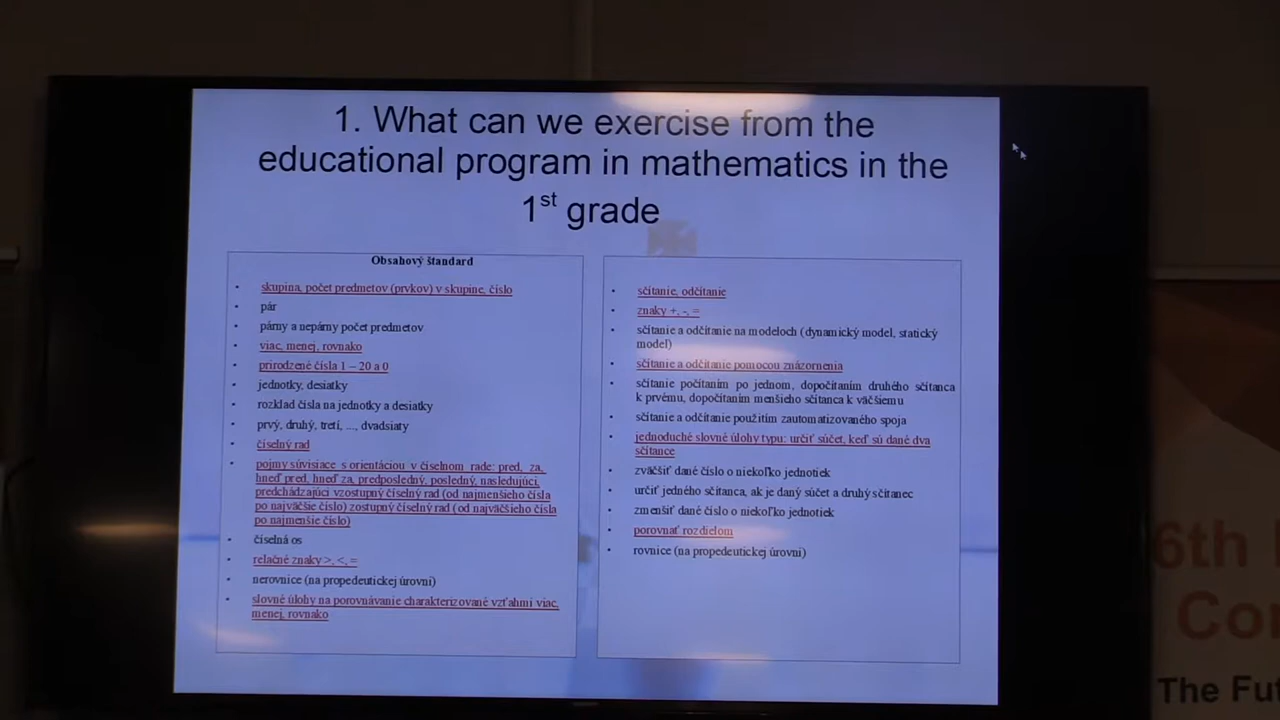 1. What can we exercise from the
educational program in mathematics in the
1st grade
Obsahový štandard
• skupina, počet predmetov (prvkov) v skupine, číslo
• pár
• párny a nepárny počet predmetov
• viac, menej, rovnako
• prirodzené čísla 1 – 20 a 0
• jednotky, desiatky
• rozklad čísla na jednotky a desiatky
• prvý, druhý, tretí, ..., dvadsiaty
• číselný rad
• pojmy súvisiace s orientáciou v číselnom rade: pred, za,
hneď pred, hneď za, predposledný, posledný, nasledujúci,
predchádzajúci vzostupný číselný rad (od najmenšieho čísla
po najväčšie číslo) zostupný číselný rad (od najväčšieho čísla
po najmenšie číslo)
• číselná os
• relačné znaky >, <, =
• nerovnice (na propedeutickej úrovni)
• slovné úlohy na porovnávanie charakterizované vzťahmi viac,
menej, rovnako
• sčítanie, odčítanie
• znaky +, -, =
• sčítanie a odčítanie na modeloch (dynamický model, statický
model)
• sčítanie a odčítanie pomocou znázornenia
• sčítanie počítaním po jednom, dopočítaním druhého sčítanca
k prvému, dopočítaním menšieho sčítanca k väčšiemu
• sčítanie a odčítanie použitím zautomatizovaného spoja
• jednoduché slovné úlohy typu: určiť súčet, keď sú dané dva
sčítance
• zväčšiť dané číslo o niekoľko jednotiek
• určiť jedného sčítanca, ak je daný súčet a druhý sčítanec
• zmenšiť dané číslo o niekoľko jednotiek
• porovnať rozdielom
• rovnice (na propedeutickej úrovni)
6th
Co
The Fu